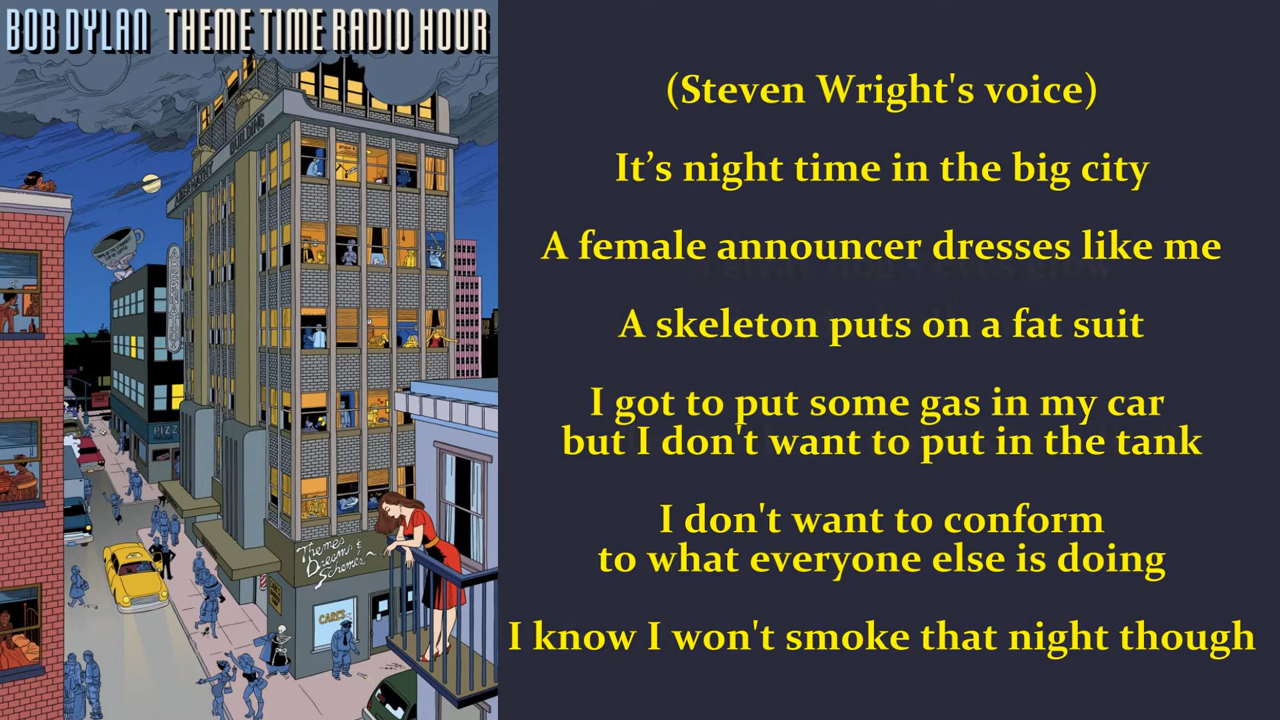 BOB DYLAN THEME TIME RADIO HOUR
(Steven Wright's voice)
It’s night time in the big city
A female announcer dresses like me
A skeleton puts on a fat suit
I got to put some gas in my car
but I don't want to put in the tank
I don't want to conform
to what everyone else is doing
I know I won't smoke that night though
BUILDING
PIZZ
Themes,
Dreams &
Schemes
CARL'S